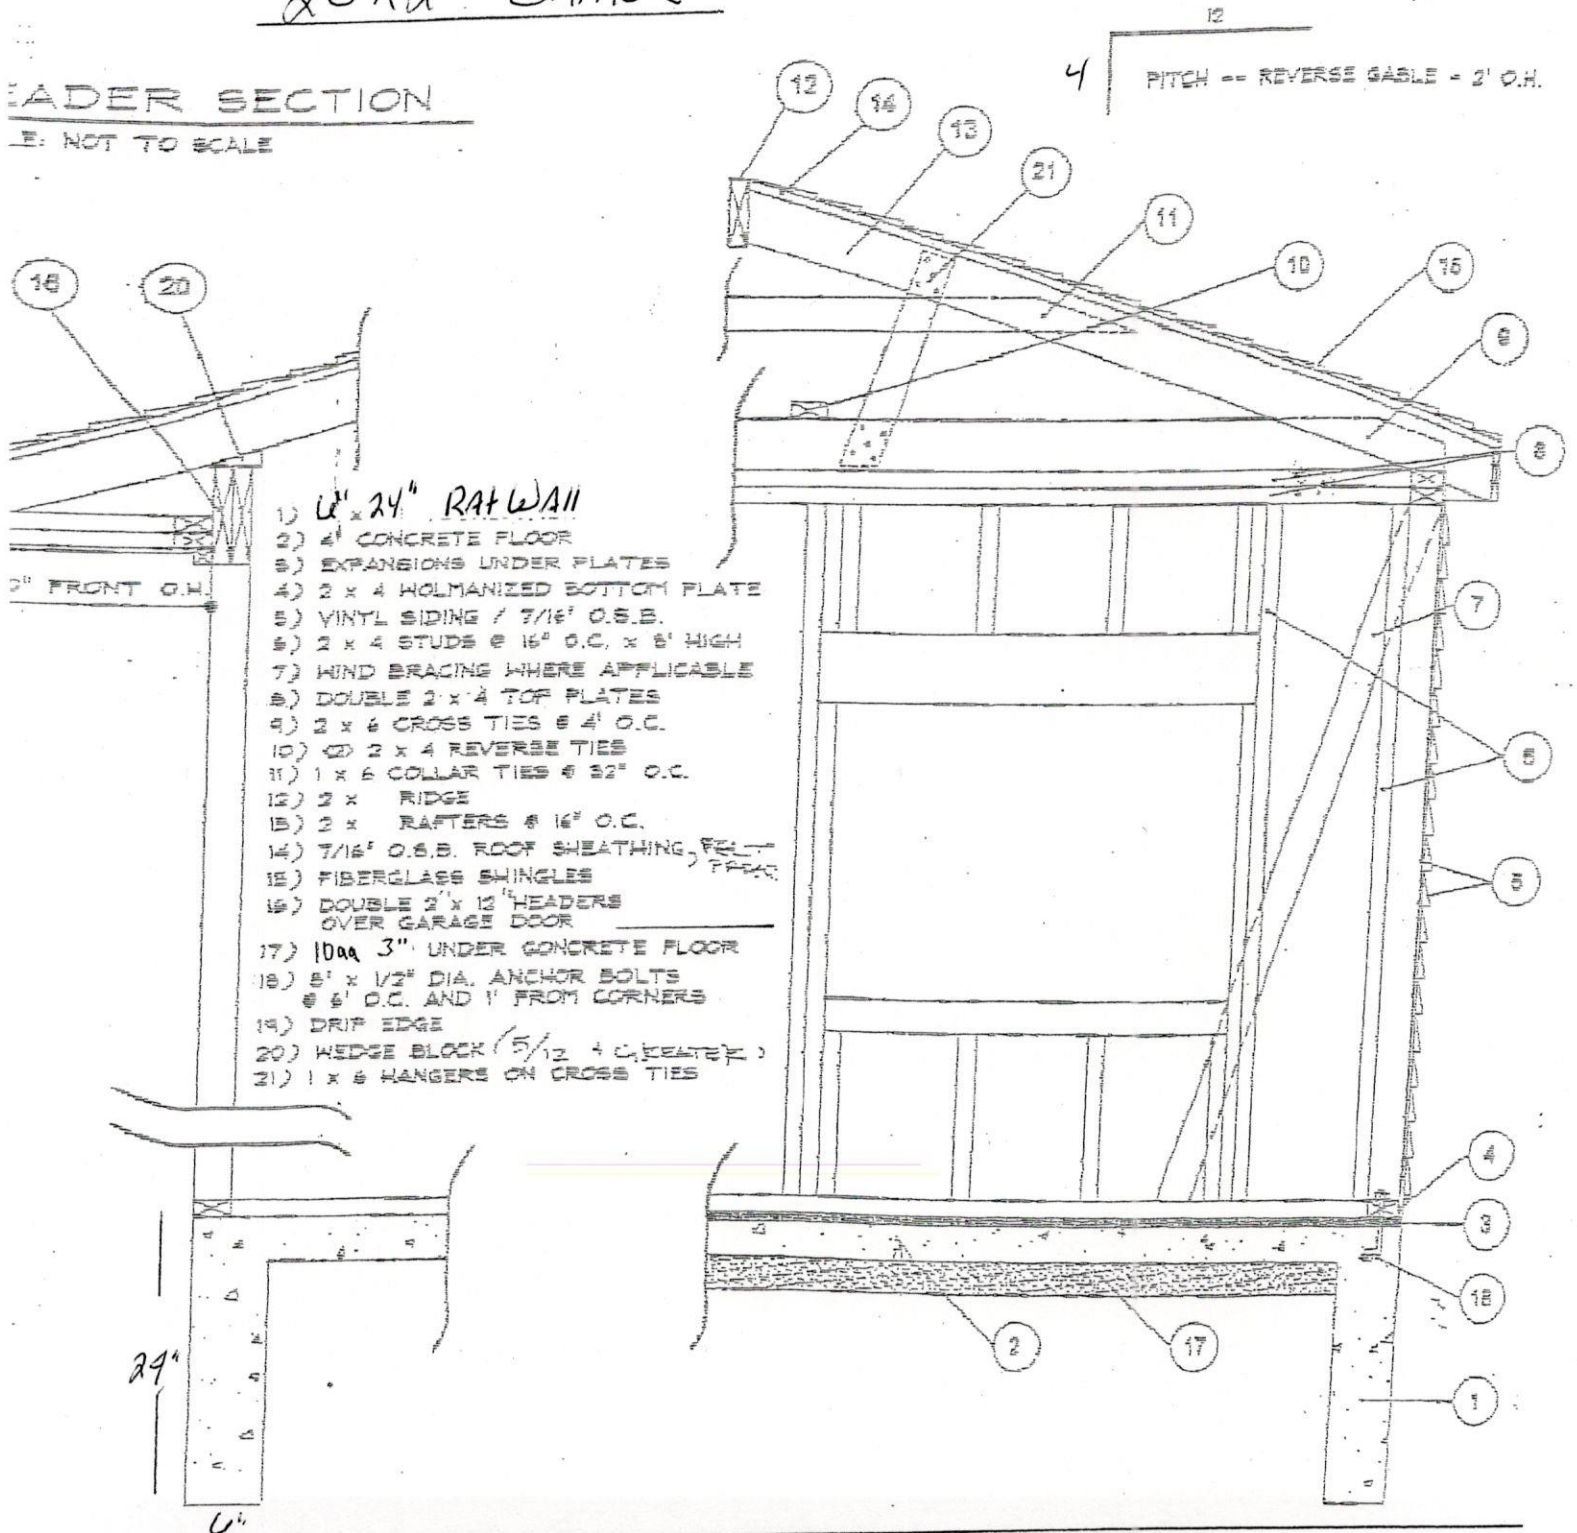 12
4
PITCH -- REVERSE GABLE - 2' O.H.
EADER SECTION
E: NOT TO SCALE
12
14
13
21
11
10
15
9
8
16
20
FRONT O.H.
1) 6" x 24" RATWALL
2) 4" CONCRETE FLOOR
3) EXPANSIONS UNDER PLATES
4) 2 x 4 WOLMANIZED BOTTOM PLATE
5) VINYL SIDING / 7/16" O.S.B.
6) 2 x 4 STUDS @ 16" O.C. x 8' HIGH
7) WIND BRACING WHERE APPLICABLE
8) DOUBLE 2 x 4 TOP PLATES
9) 2 x 6 CROSS TIES @ 4' O.C.
10) (2) 2 x 4 REVERSE TIES
11) 1 x 6 COLLAR TIES @ 32" O.C.
12) 2 x RIDGE
13) 2 x RAFTERS @ 16" O.C.
14) 7/16" O.S.B. ROOF SHEATHING, FELT
15) FIBERGLASS SHINGLES
16) DOUBLE 2" x 12" HEADERS
OVER GARAGE DOOR
17) 3" UNDER CONCRETE FLOOR
18) 8" x 1/2" DIA. ANCHOR BOLTS
@ 6' O.C. AND 1' FROM CORNERS
19) DRIP EDGE
20) WEDGE BLOCK (5/12 + GREATER)
21) 1 x 6 HANGERS ON CROSS TIES
7
6
5
4
3
18
2
17
1
24"
6"